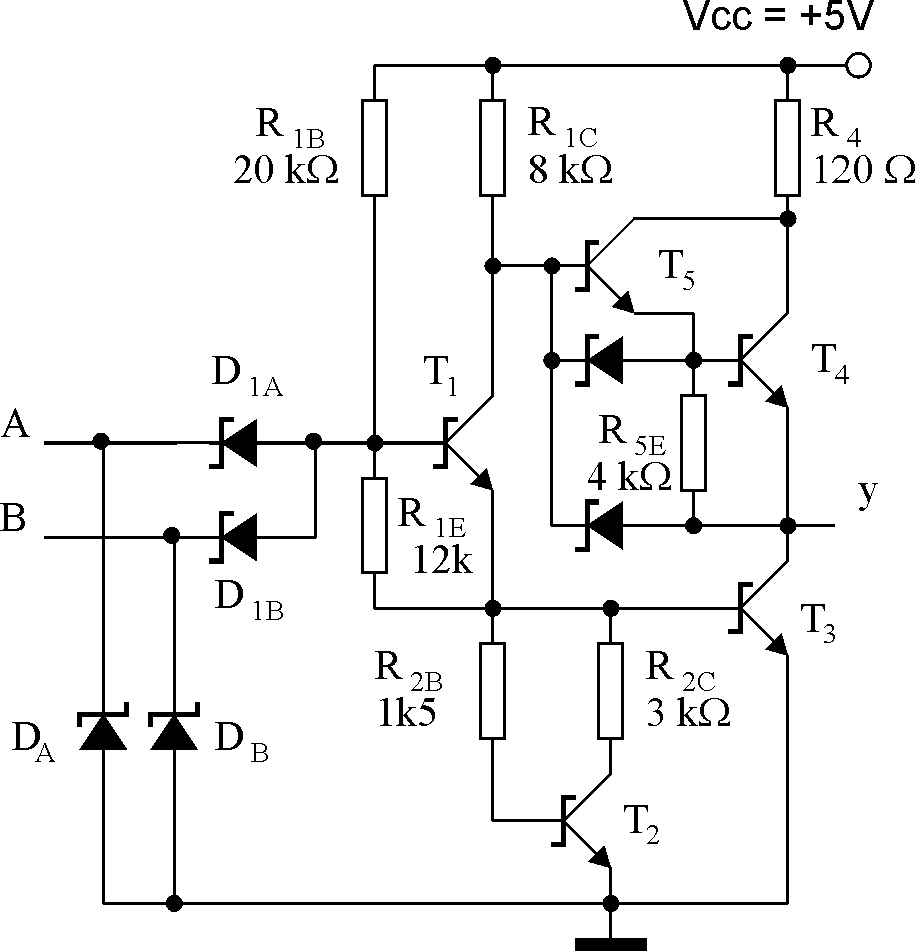 Vcc = +5V
R 1B
20 kΩ
R 1C
8 kΩ
R 4
120 Ω
T5
D 1A
T1
T4
A
R 5E
4 kΩ
y
B
R 1E
12k
D 1B
T3
R 2B
1k5
R 2C
3 kΩ
DA
D B
T2